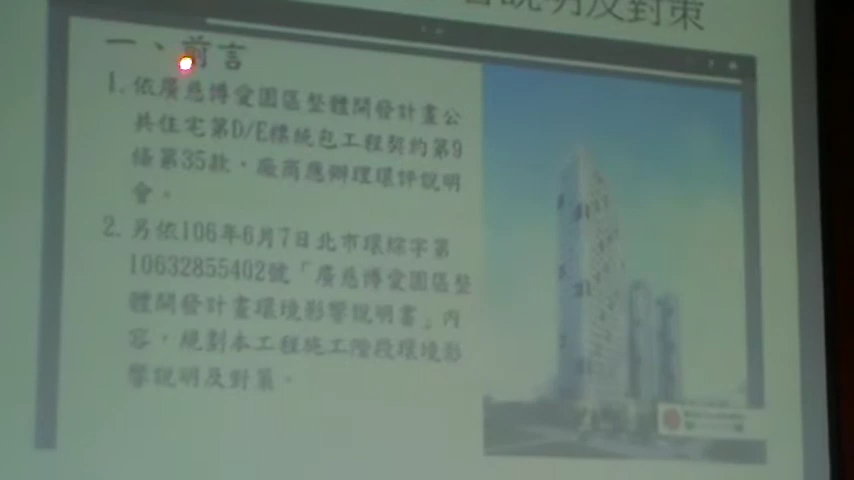 說明及對策
一、前言
1. 依廣慈博愛園區整體開發計畫公
共住宅第D/E標統包工程契約第9
條第35款，廠商應辦理環評說明
會。
2. 另依106年6月7日北市環綜字第
10632855402號「廣慈博愛園區整
體開發計畫環境影響說明書」內
容，規劃本工程施工階段環境影
響說明及對策。